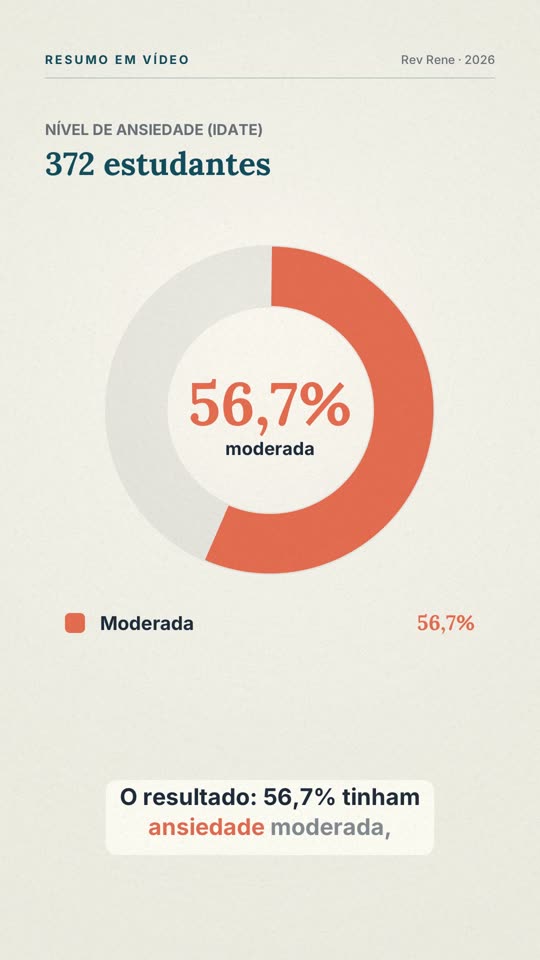 RESUMO EM VÍDEO
Rev Rene · 2026
NÍVEL DE ANSIEDADE (IDATE)
372 estudantes
56,7%
moderada
Moderada
56,7%
O resultado: 56,7% tinham
ansiedade moderada,